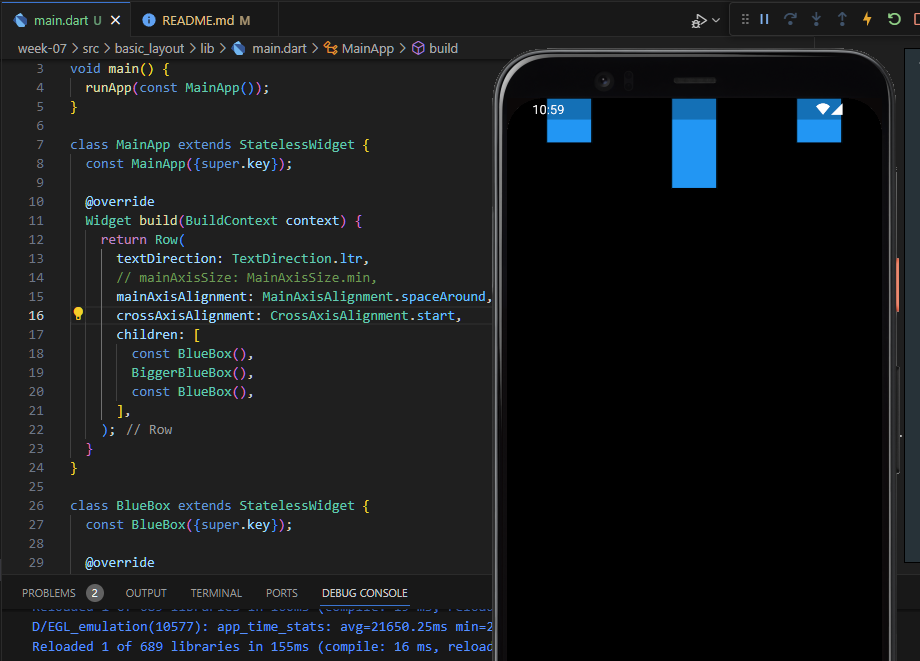 main.dart U
README.md M
week-07 > src > basic_layout > lib > main.dart > MainApp > build
3 void main() {
4 runApp(const MainApp());
5 }
6
7 class MainApp extends StatelessWidget {
8 const MainApp({super.key});
9
10 @override
11 Widget build(BuildContext context) {
12 return Row(
13 textDirection: TextDirection.ltr,
14 // mainAxisSize: MainAxisSize.min,
15 mainAxisAlignment: MainAxisAlignment.spaceAround,
16 crossAxisAlignment: CrossAxisAlignment.start,
17 children: [
18 const BlueBox(),
19 BiggerBlueBox(),
20 const BlueBox(),
21 ],
22 ); // Row
23 }
24 }
25
26 class BlueBox extends StatelessWidget {
27 const BlueBox({super.key});
28
29 @override
10:59
PROBLEMS 2 OUTPUT TERMINAL PORTS DEBUG CONSOLE
D/EGL_emulation(10577): app_time_stats: avg=21650.25ms min=2
Reloaded 1 of 689 libraries in 155ms (compile: 16 ms, reload